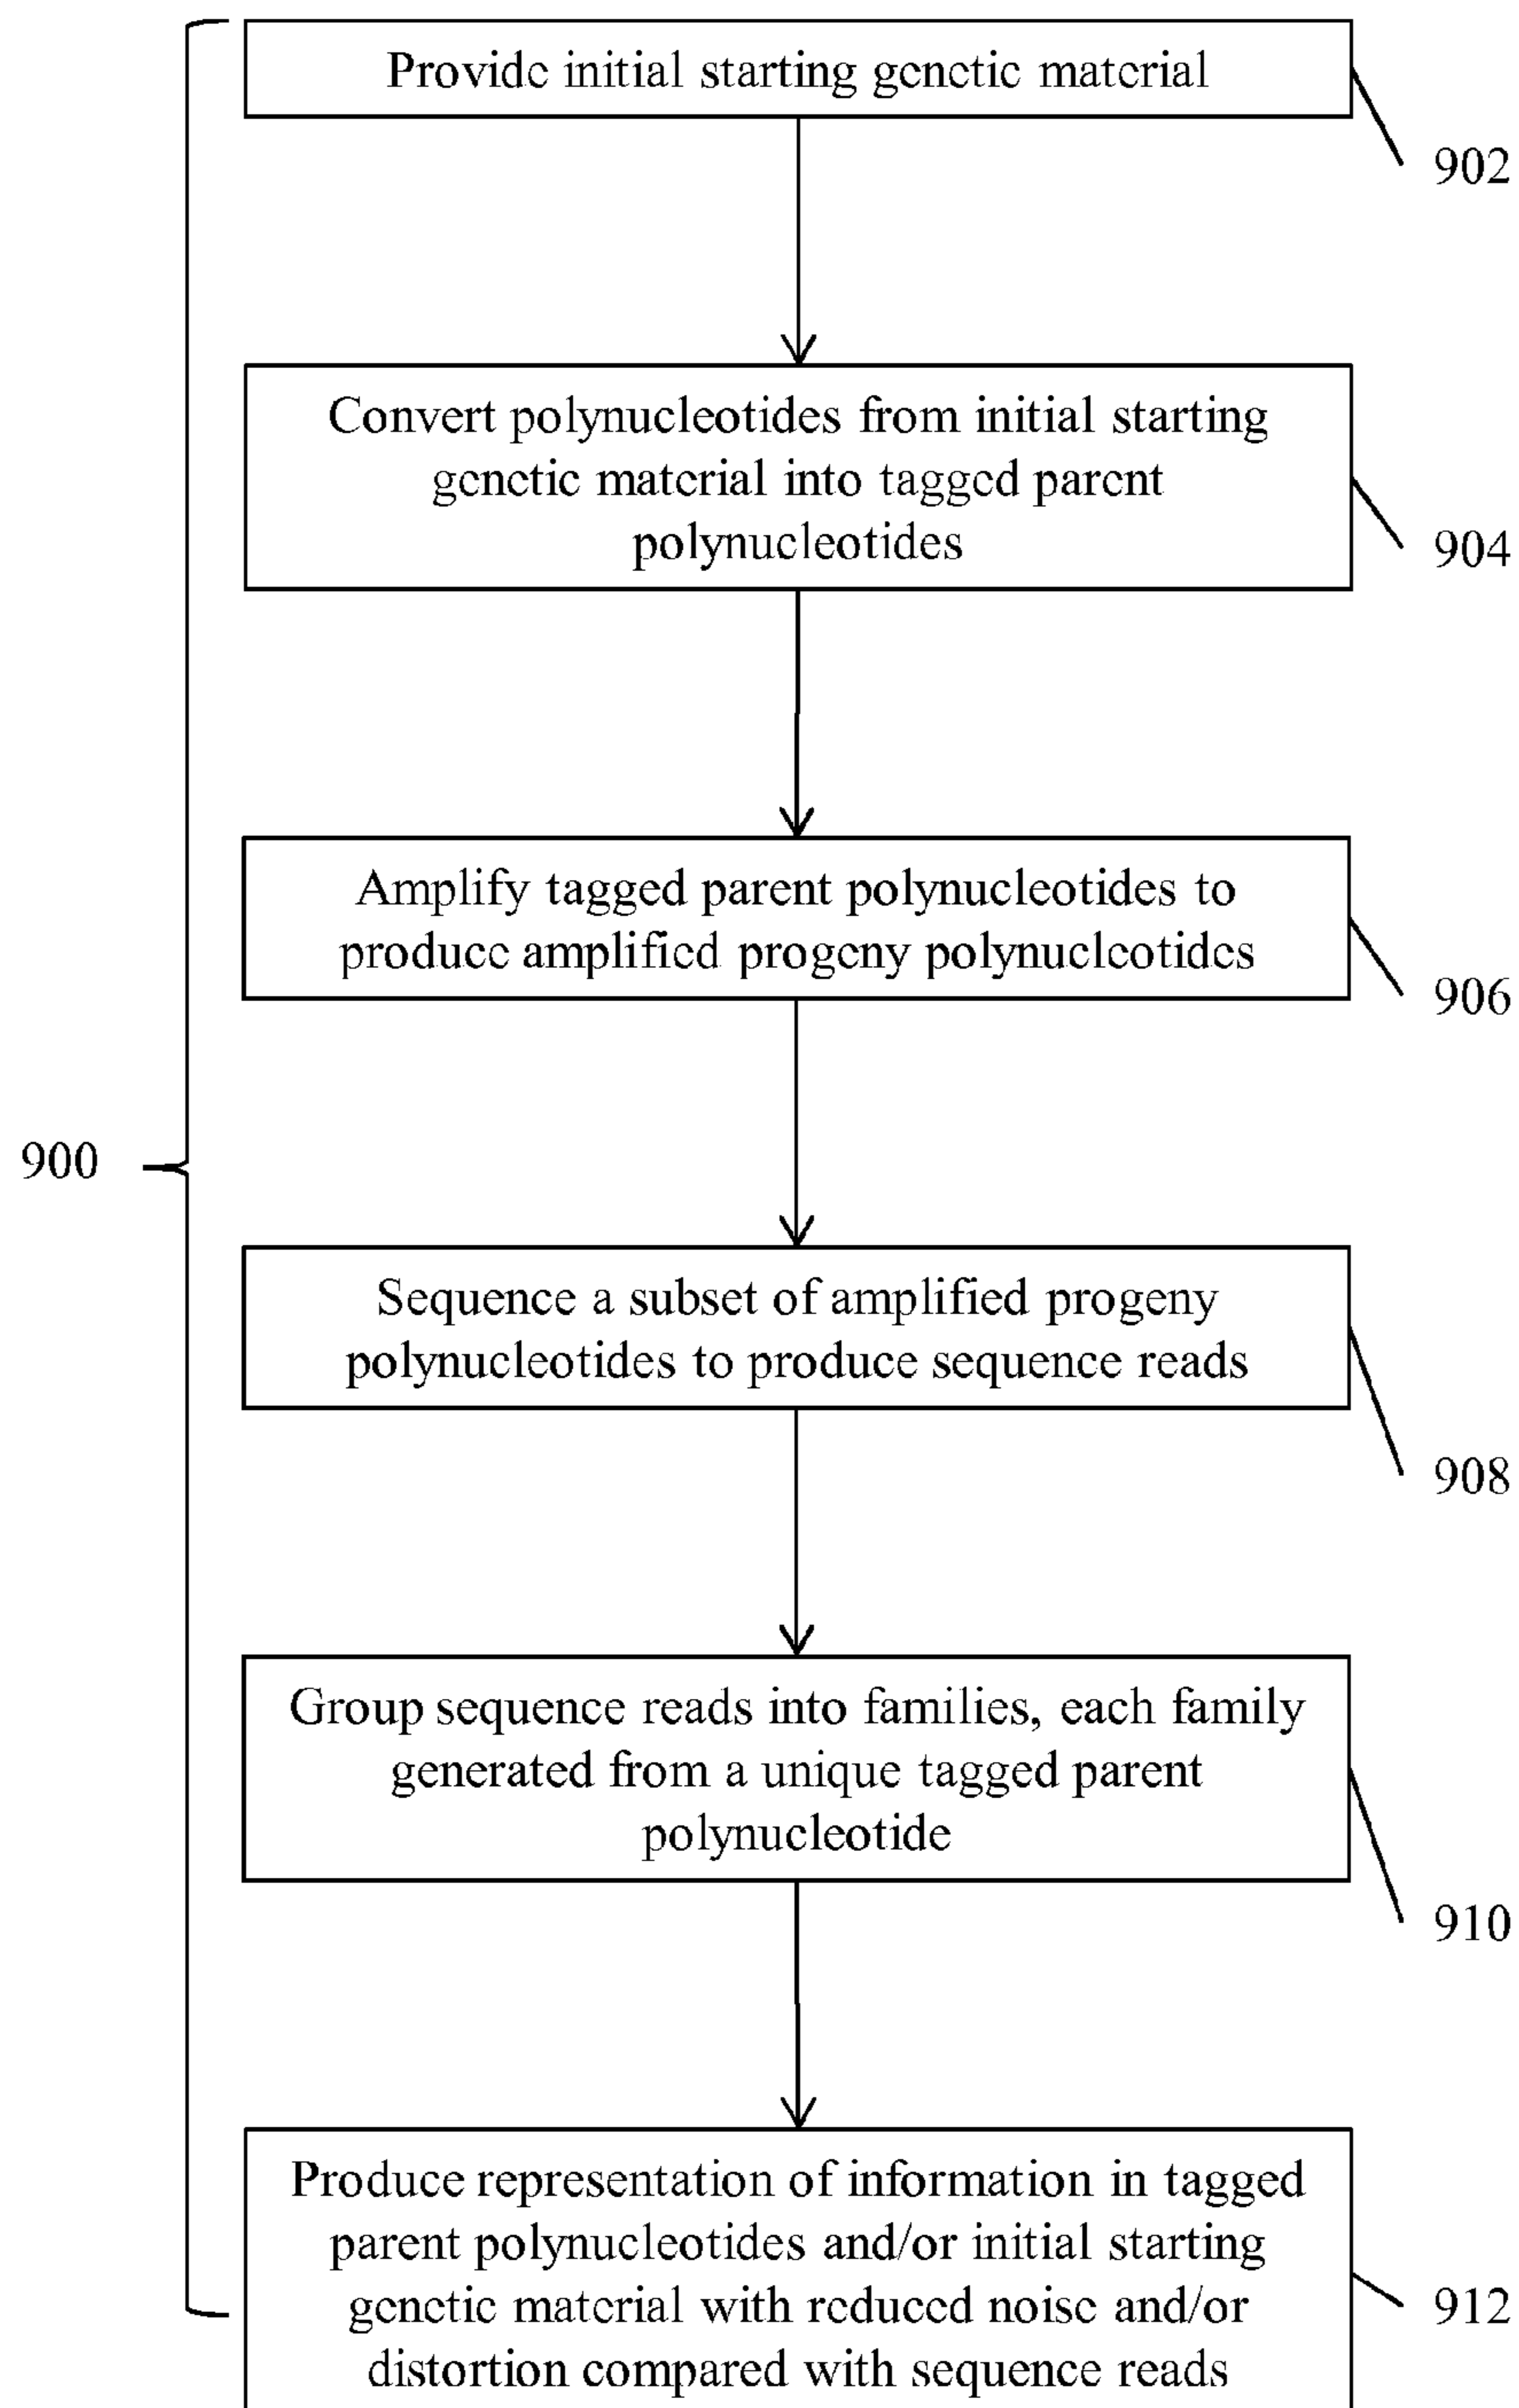 Provide initial starting genetic material
902
Convert polynucleotides from initial starting
genetic material into tagged parent
polynucleotides
904
Amplify tagged parent polynucleotides to
produce amplified progeny polynucleotides
906
900
Sequence a subset of amplified progeny
polynucleotides to produce sequence reads
908
Group sequence reads into families, each family
generated from a unique tagged parent
polynucleotide
910
Produce representation of information in tagged
parent polynucleotides and/or initial starting
genetic material with reduced noise and/or
distortion compared with sequence reads
912